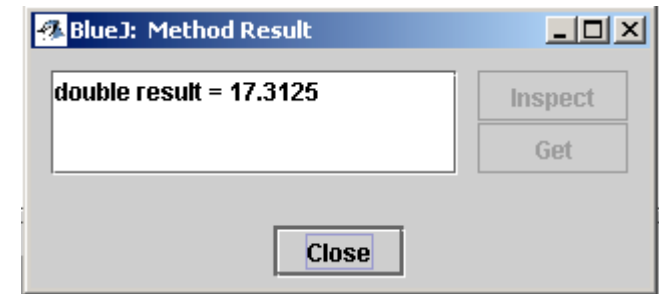 BlueJ: Method Result
double result = 17.3125
Inspect
Get
Close